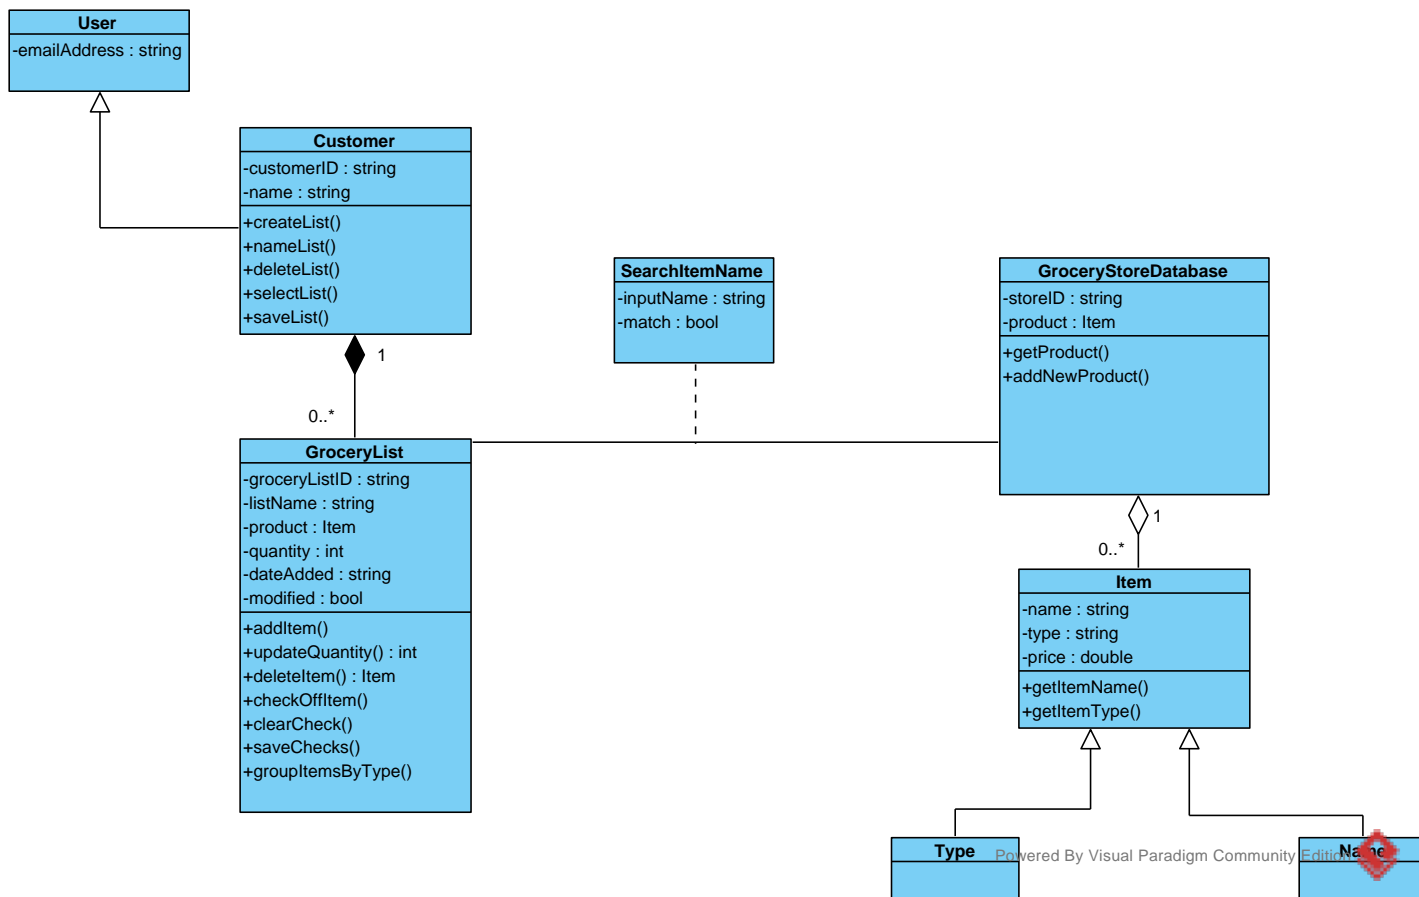 User
-emailAddress : string
Customer
-customerID : string
-name : string
+createList()
+nameList()
+deleteList()
+selectList()
+saveList()
1
0..*
GroceryList
-groceryListID : string
-listName : string
-product : Item
-quantity : int
-dateAdded : string
-modified : bool
+addItem()
+updateQuantity() : int
+deleteItem() : Item
+checkOffItem()
+clearCheck()
+saveChecks()
+groupItemsByType()
SearchItemName
-inputName : string
-match : bool
GroceryStoreDatabase
-storeID : string
-product : Item
+getProduct()
+addNewProduct()
1
0..*
Item
-name : string
-type : string
-price : double
+getItemName()
+getItemType()
Type
Name
Powered By Visual Paradigm Community Edition